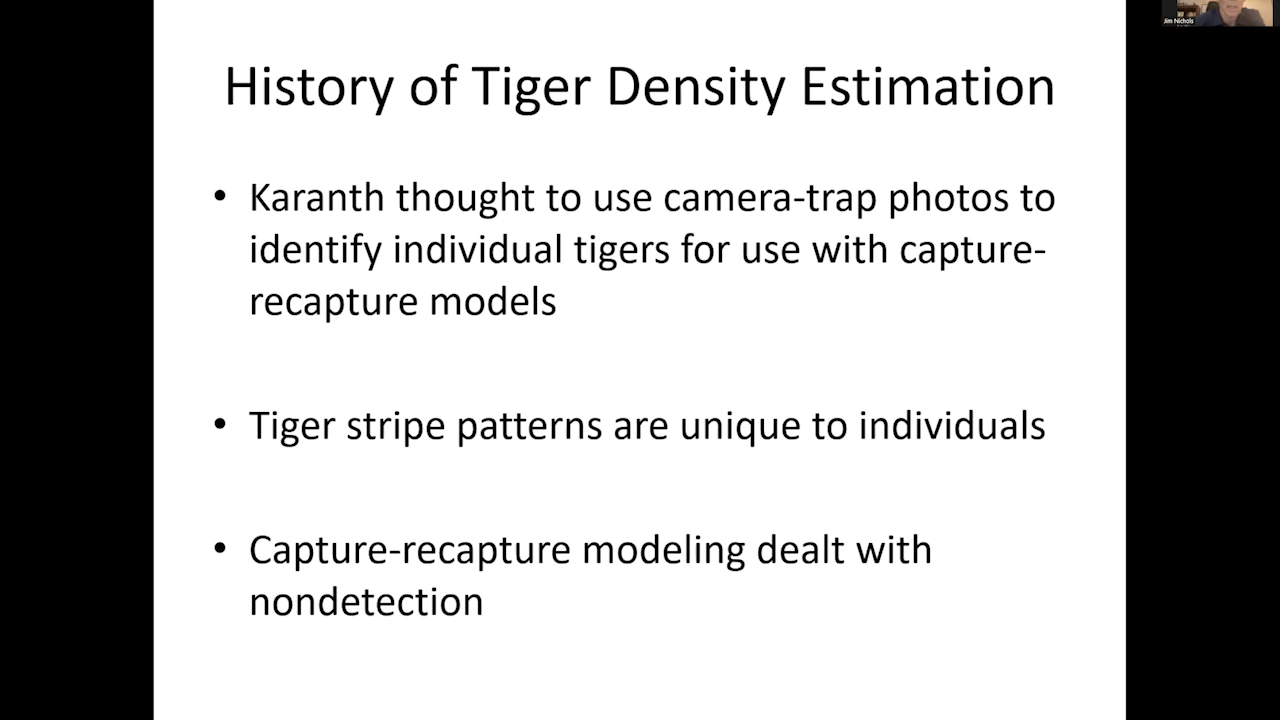 Jim Nichols
History of Tiger Density Estimation
• Karanth thought to use camera-trap photos to
identify individual tigers for use with capture-
recapture models
• Tiger stripe patterns are unique to individuals
• Capture-recapture modeling dealt with
nondetection